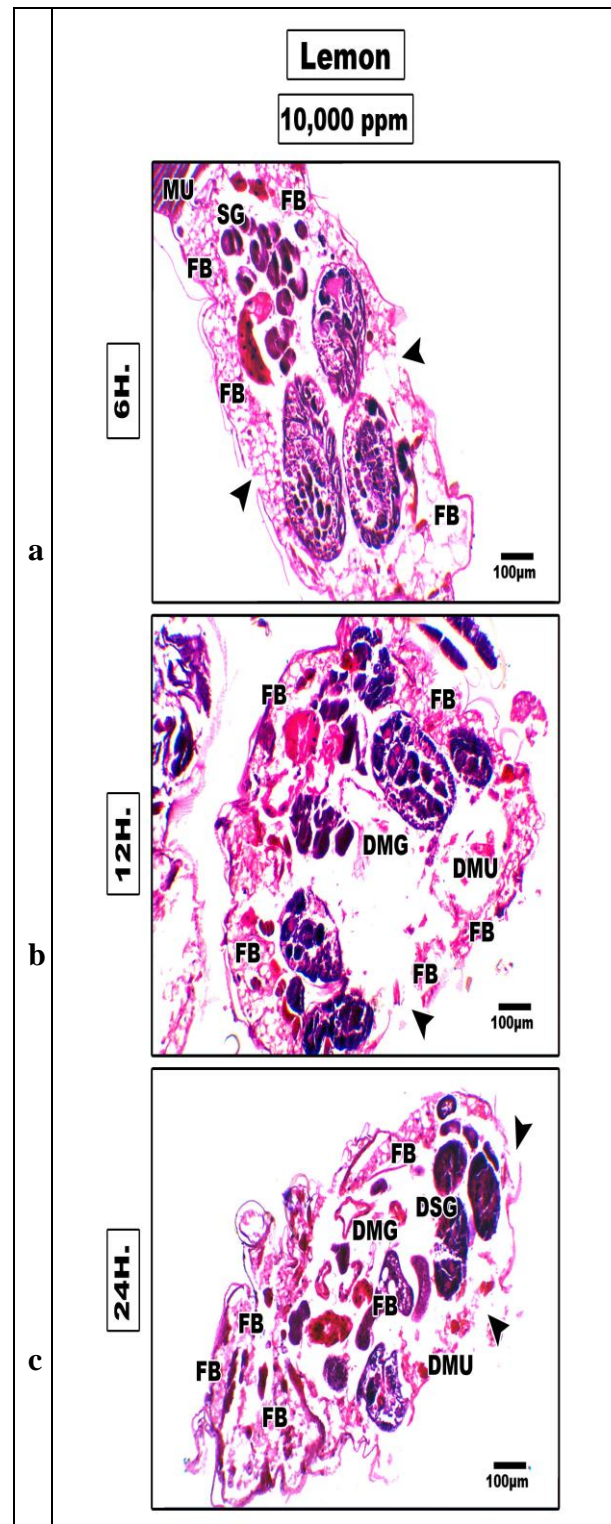 Lemon
10,000 ppm
a
6H.
MU
SG
FB
FB
FB
FB
100µm
b
12H.
FB
FB
DMG
DMU
FB
FB
FB
100µm
c
24H.
FB
DSG
DMG
FB
FB
DMU
FB
FB
100µm